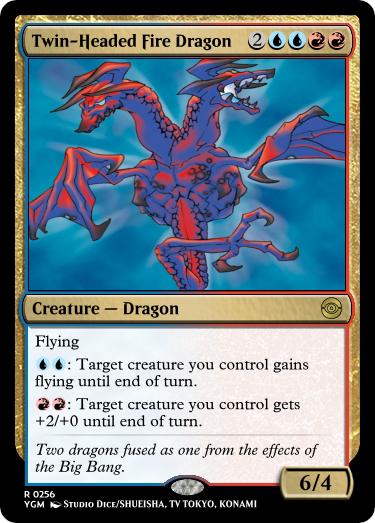 Twin-Headed Fire Dragon 2
Creature — Dragon
Flying
: Target creature you control gains
flying until end of turn.
: Target creature you control gets
+2/+0 until end of turn.
Two dragons fused as one from the effects of
the Big Bang.
6/4
R 0256
YGM STUDIO DICE/SHUEISHA, TV TOKYO, KONAMI